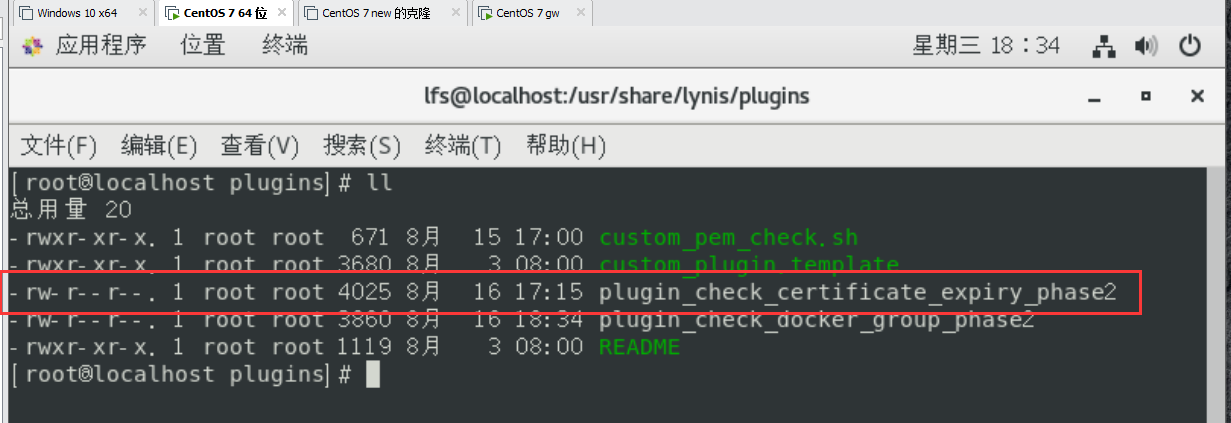 Windows 10 x64 CentOS 7 64 位 CentOS 7 new 的克隆 CentOS 7 gw
应用程序 位置 终端 星期三 18：34
lfs@localhost:/usr/share/lynis/plugins
文件(F) 编辑(E) 查看(V) 搜索(S) 终端(T) 帮助(H)
[root@localhost plugins]# ll
总用量 20
-rwxr-xr-x. 1 root root 671 8月 15 17:00 custom_pem_check.sh
-rwxr-xr-x. 1 root root 3680 8月 3 08:00 custom_plugin.template
-rw-r--r--. 1 root root 4025 8月 16 17:15 plugin_check_certificate_expiry_phase2
-rw-r--r--. 1 root root 3860 8月 16 18:34 plugin_check_docker_group_phase2
-rwxr-xr-x. 1 root root 1119 8月 3 08:00 README
[root@localhost plugins]#